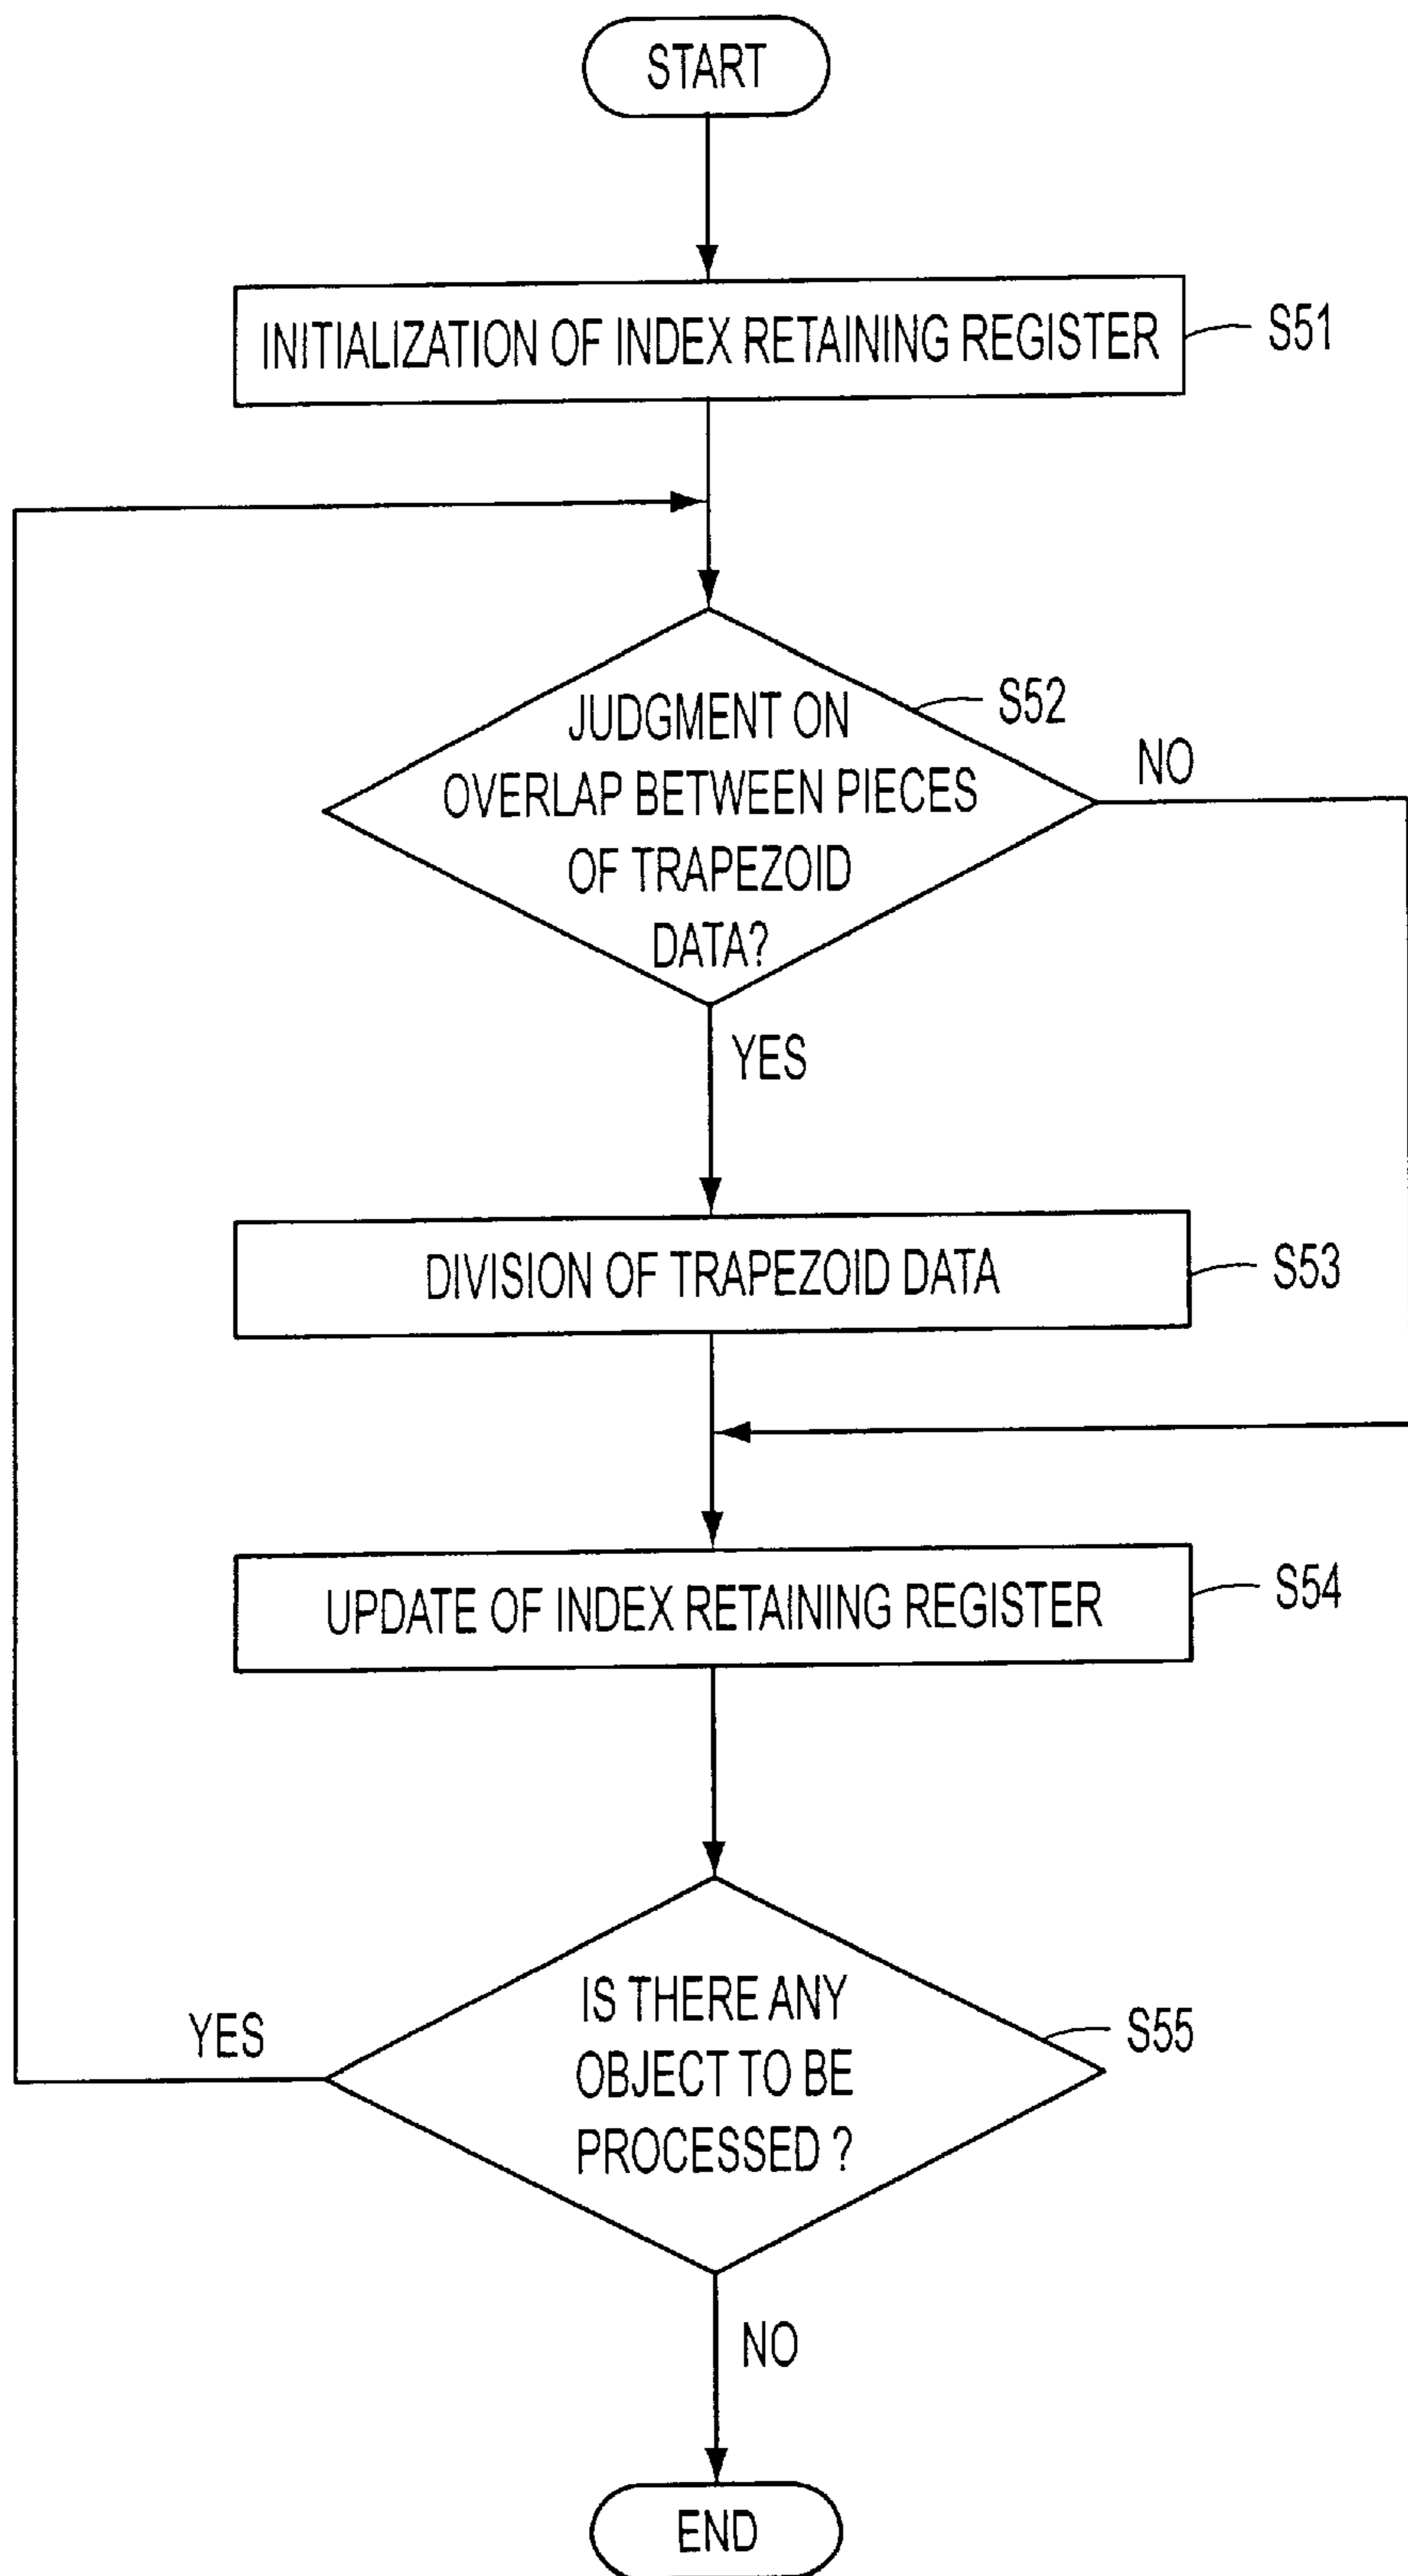 START
INITIALIZATION OF INDEX RETAINING REGISTER
S51
JUDGMENT ON
OVERLAP BETWEEN PIECES
OF TRAPEZOID
DATA?
S52
NO
YES
DIVISION OF TRAPEZOID DATA
S53
UPDATE OF INDEX RETAINING REGISTER
S54
IS THERE ANY
OBJECT TO BE
PROCESSED ?
S55
YES
NO
END